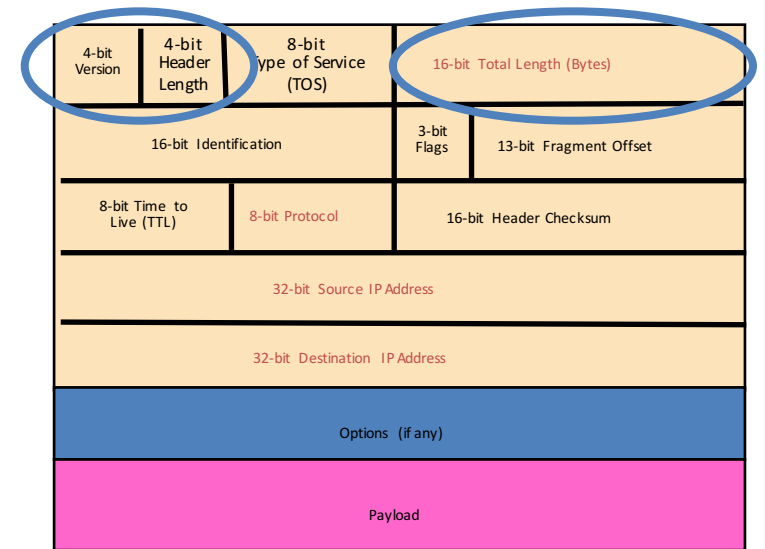 4-bit
Version
4-bit
Header
Length
8-bit
ype of Service
(TOS)
16-bit Total Length (Bytes)
16-bit Identification
3-bit
Flags
13-bit Fragment Offset
8-bit Time to
Live (TTL)
8-bit Protocol
16-bit Header Checksum
32-bit Source IP Address
32-bit Destination IP Address
Options (if any)
Payload